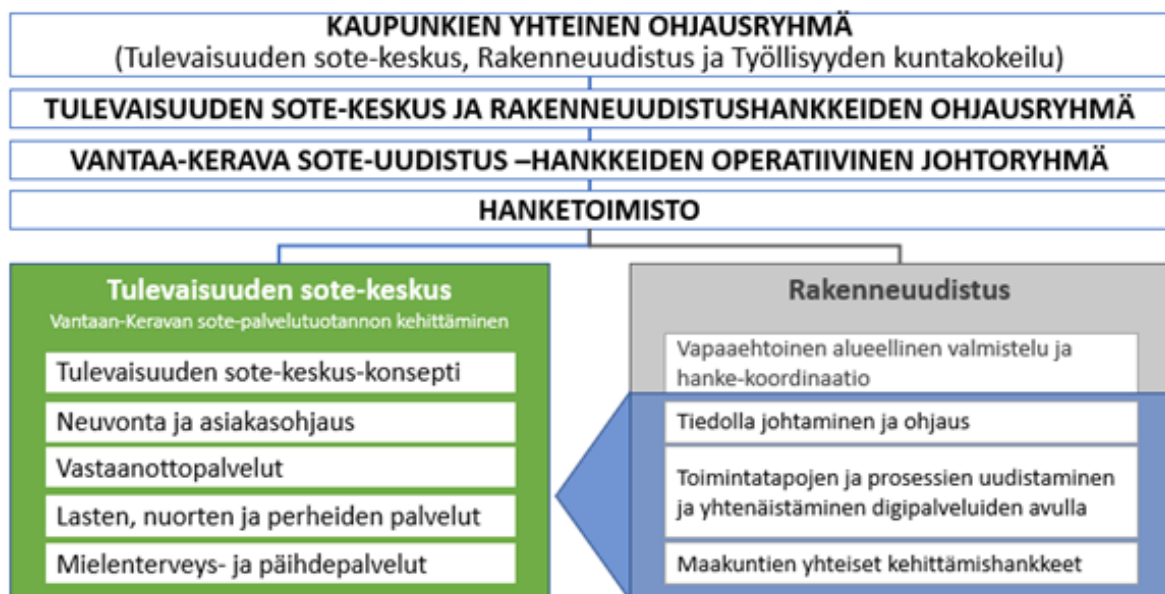 KAUPUNKIEN YHTEINEN OHJAUSRYHMÄ
(Tulevaisuuden sote-keskus, Rakenneuudistus ja Työllisyyden kuntakokeilu)
TULEVAISUUDEN SOTE-KESKUS JA RAKENNEUUDISTUSHANKKEIDEN OHJAUSRYHMÄ
VANTAA-KERAVA SOTE-UUDISTUS –HANKKEIDEN OPERATIIVINEN JOHTORYHMÄ
HANKETOIMISTO
Tulevaisuuden sote-keskus
Vantaan-Keravan sote-palvelutuotannon kehittäminen
Tulevaisuuden sote-keskus-konsepti
Neuvonta ja asiakasohjaus
Vastaanottopalvelut
Lasten, nuorten ja perheiden palvelut
Mielenterveys- ja päihdepalvelut
Rakenneuudistus
Vapaaehtoinen alueellinen valmistelu ja
hanke-koordinaatio
Tiedolla johtaminen ja ohjaus
Toimintatapojen ja prosessien uudistaminen
ja yhtenäistäminen digipalveluiden avulla
Maakuntien yhteiset kehittämishankkeet